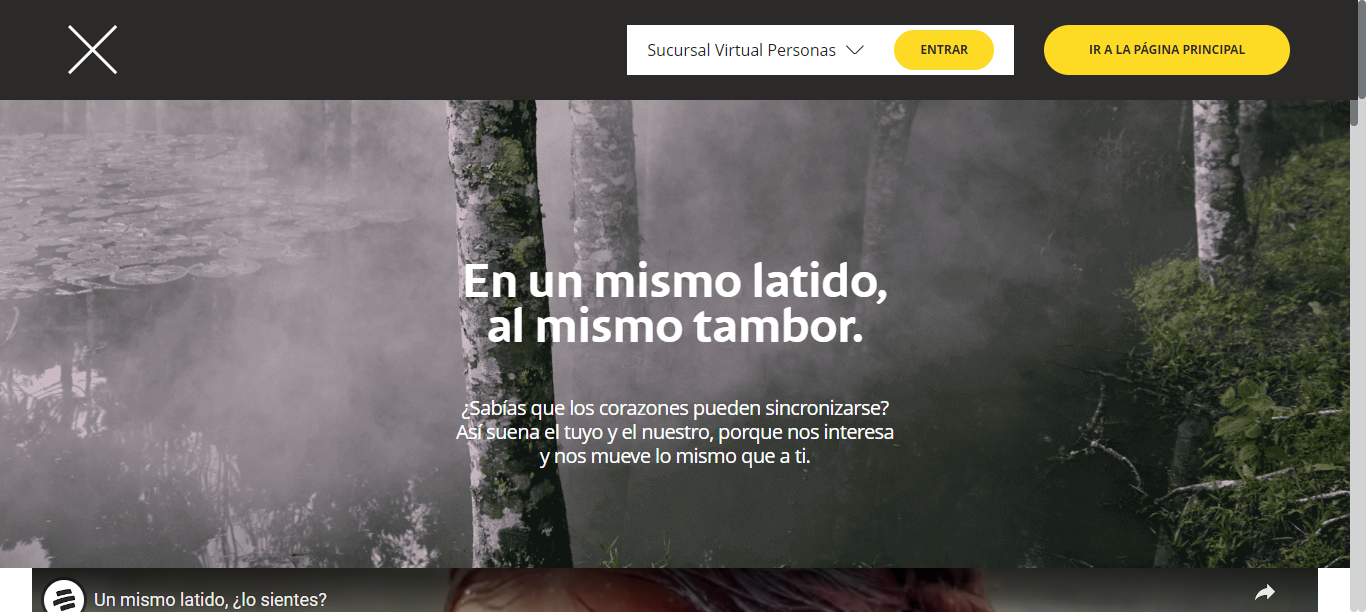 Sucursal Virtual Personas
ENTRAR
IR A LA PÁGINA PRINCIPAL
En un mismo latido,
al mismo tambor.
¿Sabías que los corazones pueden sincronizarse?
Así suena el tuyo y el nuestro, porque nos interesa
y nos mueve lo mismo que a ti.
Un mismo latido, ¿lo sientes?